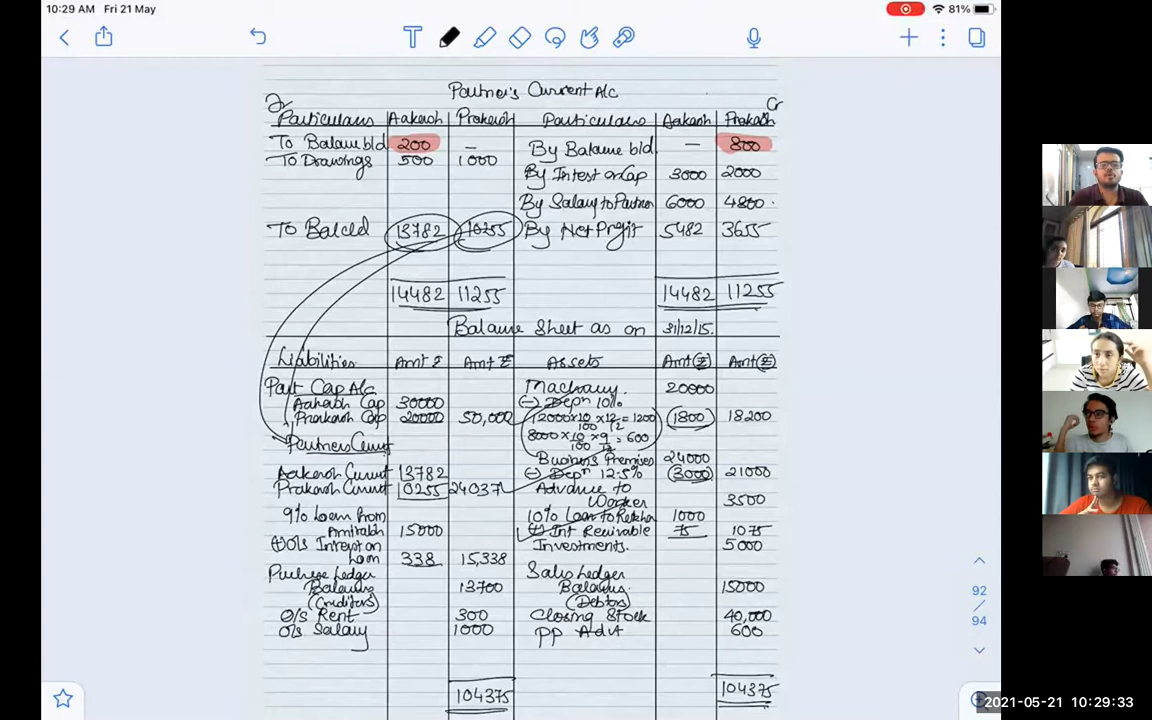 10:29 AM Fri 21 May
81%
Partner's Current A/c
Dr Cr
Particulars Aakash Prakash Particulars Aakash Prakash
To Balance b/d 200 — By Balance b/d — 800
To Drawings 500 1000
By Intest on Cap 3000 2000
By Salary to Partner 6000 4800
To Bal c/d 13782 10255 By Net Profit 5482 3655
14482 11255 14482 11255
Balance Sheet as on 31/12/15.
Liabilities Amt ₹ Amt ₹ Assets Amt(₹) Amt(₹)
Part Cap A/c Machinary 20000
Aakash Cap 30000 (-) Depn 10%
Prakash Cap 20000 50,000 12000×10/100×12/12=1200 (1800) 18200
8000×10/100×9/12=600
Partners Current
Business Premises 24000
Aakash Current 13782 (-) Depn 12.5% (3000) 21000
Prakash Current 10255 24037 Advance to
Worker 3500
9% Loan from 10% Loan to 1000
Amitabh 15000 (+) Int Receivable 75 1075
(+) O/s Interest on Investments. 5000
Loan 338 15,338
Puchase Ledger Sales Ledger
Balances 13700 Balances. 15000
(Creditors) (Debtors)
O/s Rent 300 Closing Stock 40,000
O/s Salary 1000 PP Advt 600
104375 104375
92
/
94
2021-05-21 10:29:33